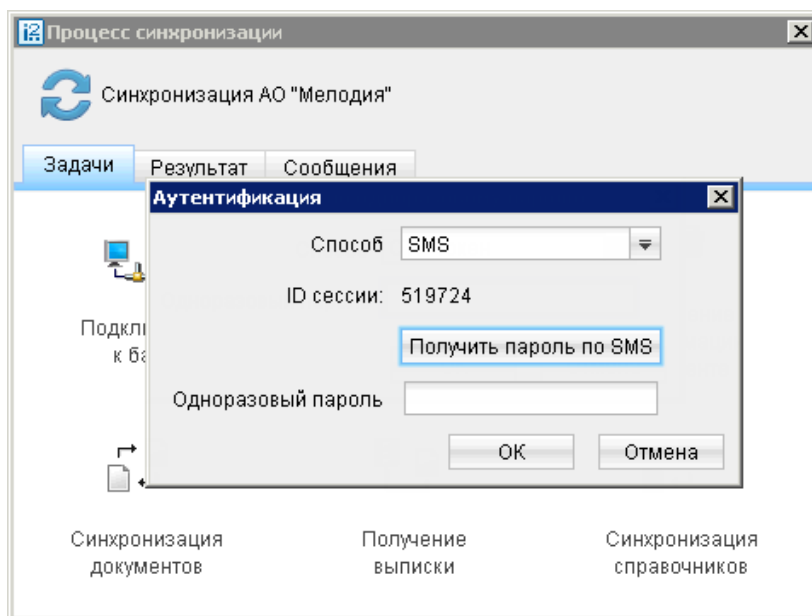 Процесс синхронизации
Синхронизация АО "Мелодия"
Задачи Результат Сообщения
Аутентификация
Способ SMS
ID сессии: 519724
Получить пароль по SMS
Одноразовый пароль
ОК Отмена
Синхронизация
документов
Получение
выписки
Синхронизация
справочников